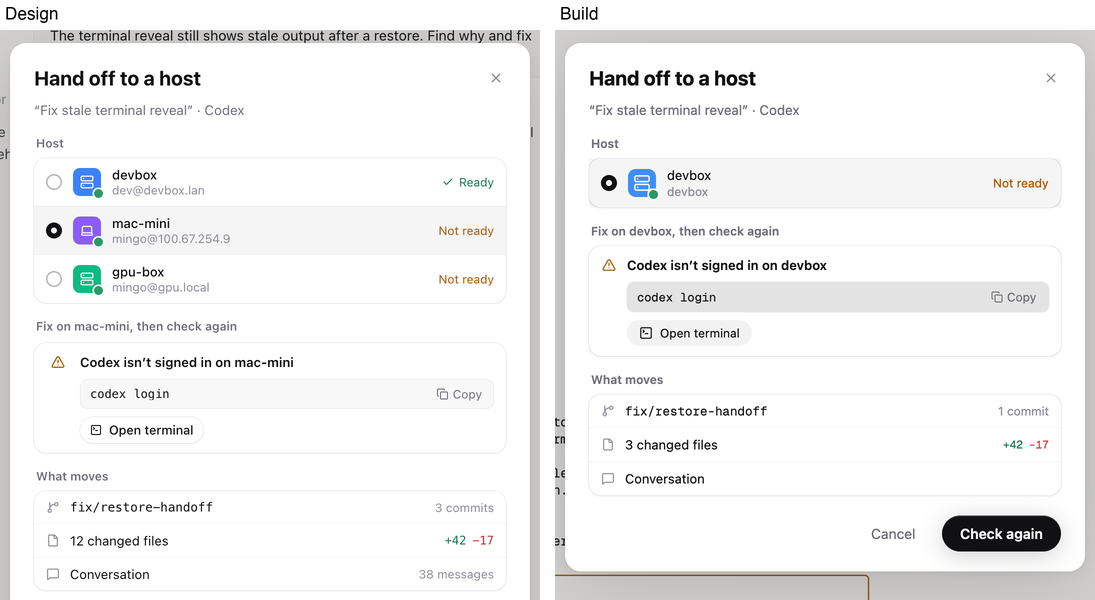 Design
The terminal reveal still shows stale output after a restore. Find why and fix
Hand off to a host
“Fix stale terminal reveal” · Codex
Host
devbox
dev@devbox.lan
Ready
mac-mini
mingo@100.67.254.9
Not ready
gpu-box
mingo@gpu.local
Not ready
Fix on mac-mini, then check again
Codex isn’t signed in on mac-mini
codex login
Copy
Open terminal
What moves
fix/restore-handoff
3 commits
12 changed files
+42 −17
Conversation
38 messages
Build
Hand off to a host
“Fix stale terminal reveal” · Codex
Host
devbox
devbox
Not ready
Fix on devbox, then check again
Codex isn’t signed in on devbox
codex login
Copy
Open terminal
What moves
fix/restore-handoff
1 commit
3 changed files
+42 −17
Conversation
Cancel
Check again